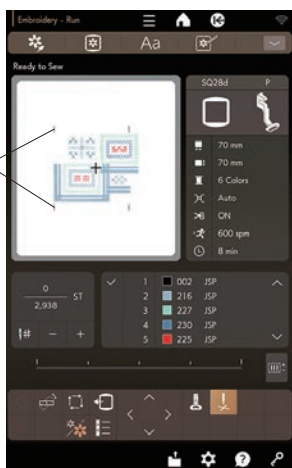 Embroidery - Run
Aa
Ready to Sew
SQ28d P
70 mm
70 mm
6 Colors
Auto
ON
600 spm
8 min
0
2,938
ST
1 002 JSP
2 216 JSP
3 227 JSP
4 230 JSP
5 225 JSP
# - +
?